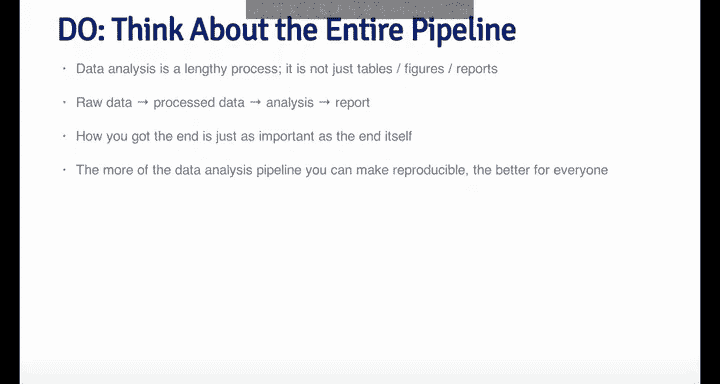 DO: Think About the Entire Pipeline
· Data analysis is a lengthy process; it is not just tables / figures / reports
· Raw data → processed data → analysis → report
· How you got the end is just as important as the end itself
· The more of the data analysis pipeline you can make reproducible, the better for everyone